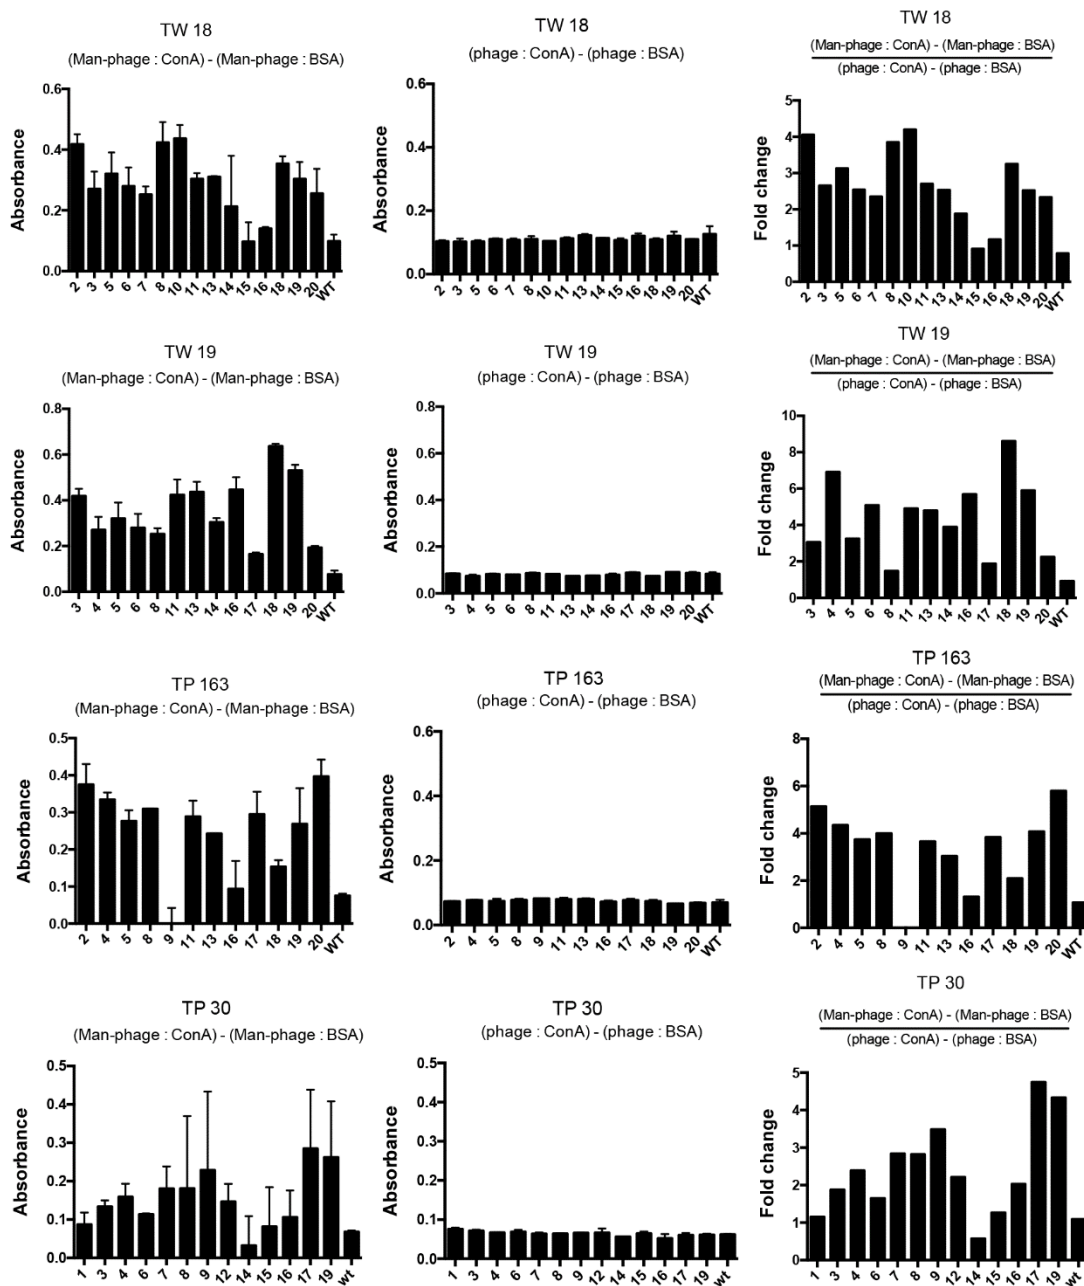 TW 18
(Man-phage : ConA) - (Man-phage : BSA)
Absorbance
0.6
0.4
0.2
0.0
2 3 5 6 7 8 10 11 13 14 15 16 18 19 20 WT
TW 18
(phage : ConA) - (phage : BSA)
Absorbance
0.6
0.4
0.2
0.0
2 3 5 6 7 8 10 11 13 14 15 16 18 19 20 WT
TW 18
(Man-phage : ConA) - (Man-phage : BSA)
(phage : ConA) - (phage : BSA)
Fold change
5
4
3
2
1
0
2 3 5 6 7 8 10 11 13 14 15 16 18 19 20 WT
TW 19
(Man-phage : ConA) - (Man-phage : BSA)
Absorbance
0.8
0.6
0.4
0.2
0.0
3 4 5 6 8 11 13 14 16 17 18 19 20 WT
TW 19
(phage : ConA) - (phage : BSA)
Absorbance
0.8
0.6
0.4
0.2
0.0
3 4 5 6 8 11 13 14 16 17 18 19 20 WT
TW 19
(Man-phage : ConA) - (Man-phage : BSA)
(phage : ConA) - (phage : BSA)
Fold change
10
8
6
4
2
0
3 4 5 6 8 11 13 14 16 17 18 19 20 WT
TP 163
(Man-phage : ConA) - (Man-phage : BSA)
Absorbance
0.5
0.4
0.3
0.2
0.1
0.0
2 4 5 8 9 11 13 16 17 18 19 20 WT
TP 163
(phage : ConA) - (phage : BSA)
Absorbance
0.6
0.4
0.2
0.0
2 4 5 8 9 11 13 16 17 18 19 20 WT
TP 163
(Man-phage : ConA) - (Man-phage : BSA)
(phage : ConA) - (phage : BSA)
Fold change
8
6
4
2
0
2 4 5 8 9 11 13 16 17 18 19 20 WT
TP 30
(Man-phage : ConA) - (Man-phage : BSA)
Absorbance
0.5
0.4
0.3
0.2
0.1
0.0
1 3 4 6 7 8 9 12 14 15 16 17 19 wt
TP 30
(phage : ConA) - (phage : BSA)
Absorbance
0.5
0.4
0.3
0.2
0.1
0.0
1 3 4 6 7 8 9 12 14 15 16 17 19 wt
TP 30
(Man-phage : ConA) - (Man-phage : BSA)
(phage : ConA) - (phage : BSA)
Fold change
5
4
3
2
1
0
1 3 4 6 7 8 9 12 14 15 16 17 19 wt